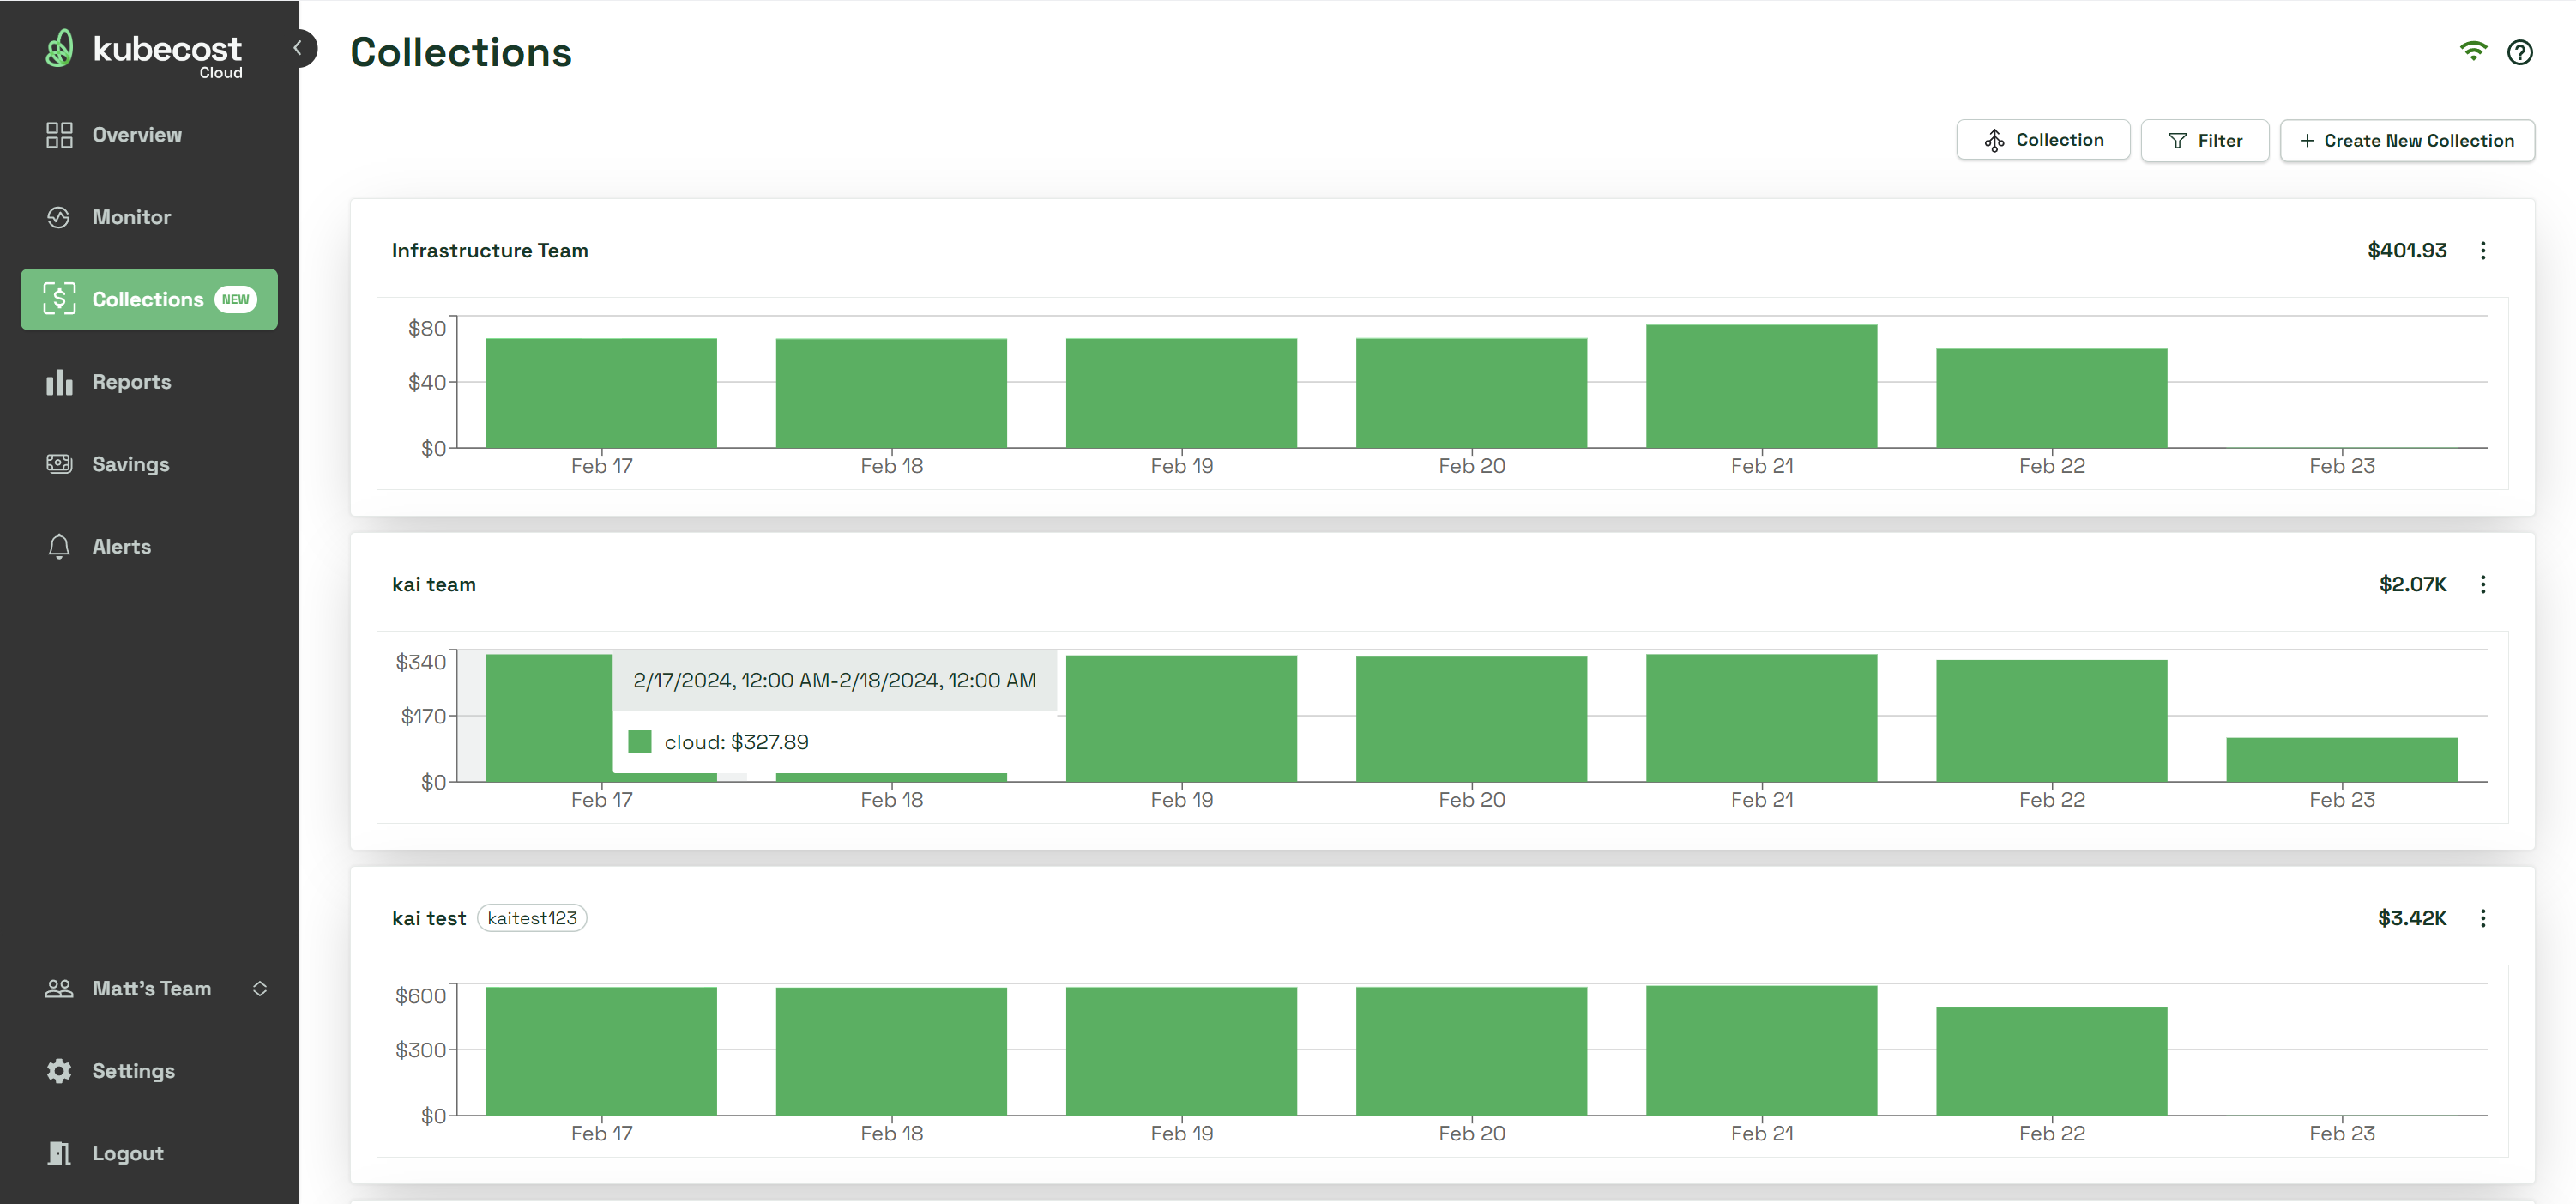 kubecost
Cloud
Overview
Monitor
Collections NEW
Reports
Savings
Alerts
Matt's Team
Settings
Logout
Collections
Collection
Filter
+ Create New Collection
Infrastructure Team
$401.93
$80
$40
$0
Feb 17 Feb 18 Feb 19 Feb 20 Feb 21 Feb 22 Feb 23
kai team
$2.07K
$340
$170
$0
2/17/2024, 12:00 AM-2/18/2024, 12:00 AM
cloud: $327.89
Feb 17 Feb 18 Feb 19 Feb 20 Feb 21 Feb 22 Feb 23
kai test kaitest123
$3.42K
$600
$300
$0
Feb 17 Feb 18 Feb 19 Feb 20 Feb 21 Feb 22 Feb 23